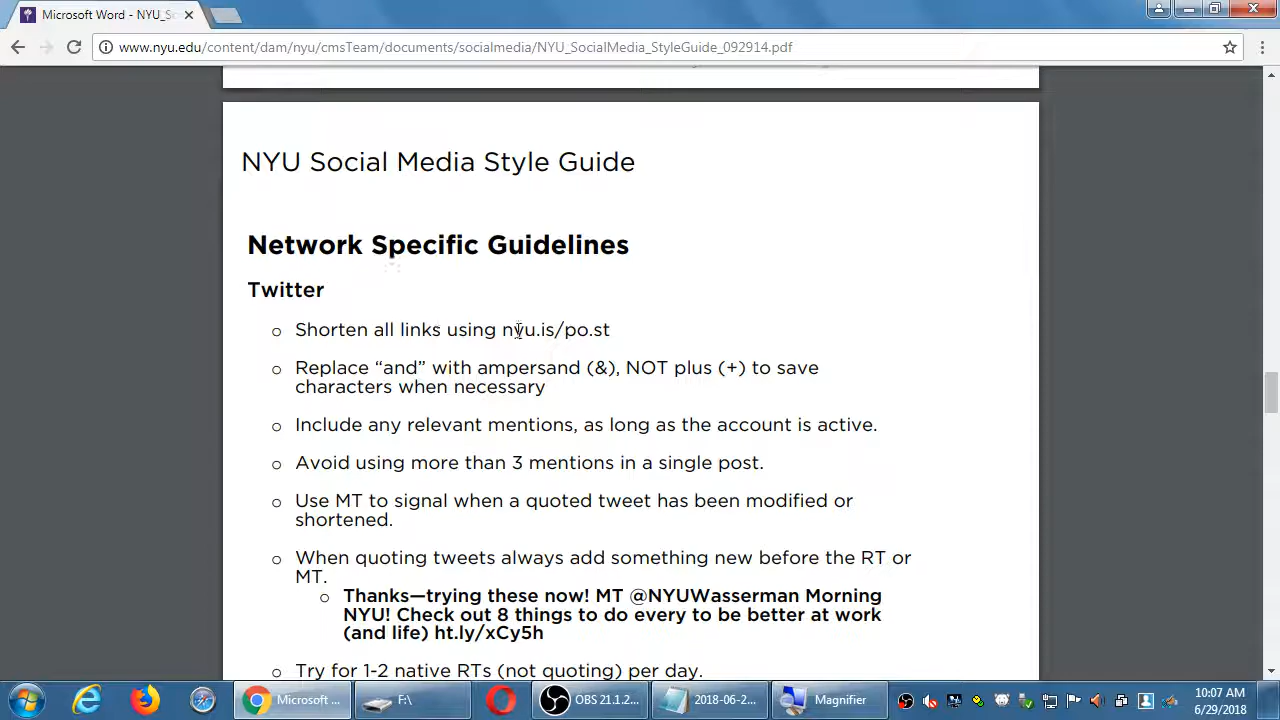 Microsoft Word - NYU_S
www.nyu.edu/content/dam/nyu/cmsTeam/documents/socialmedia/NYU_SocialMedia_StyleGuide_092914.pdf
NYU Social Media Style Guide
Network Specific Guidelines
Twitter
Shorten all links using nyu.is/po.st
Replace “and” with ampersand (&), NOT plus (+) to save
characters when necessary
Include any relevant mentions, as long as the account is active.
Avoid using more than 3 mentions in a single post.
Use MT to signal when a quoted tweet has been modified or
shortened.
When quoting tweets always add something new before the RT or
MT.
Thanks—trying these now! MT @NYUWasserman Morning
NYU! Check out 8 things to do every to be better at work
(and life) ht.ly/xCy5h
Try for 1-2 native RTs (not quoting) per day.
Microsoft ...
F:\
OBS 21.1.2...
2018-06-2...
Magnifier
10:07 AM
6/29/2018